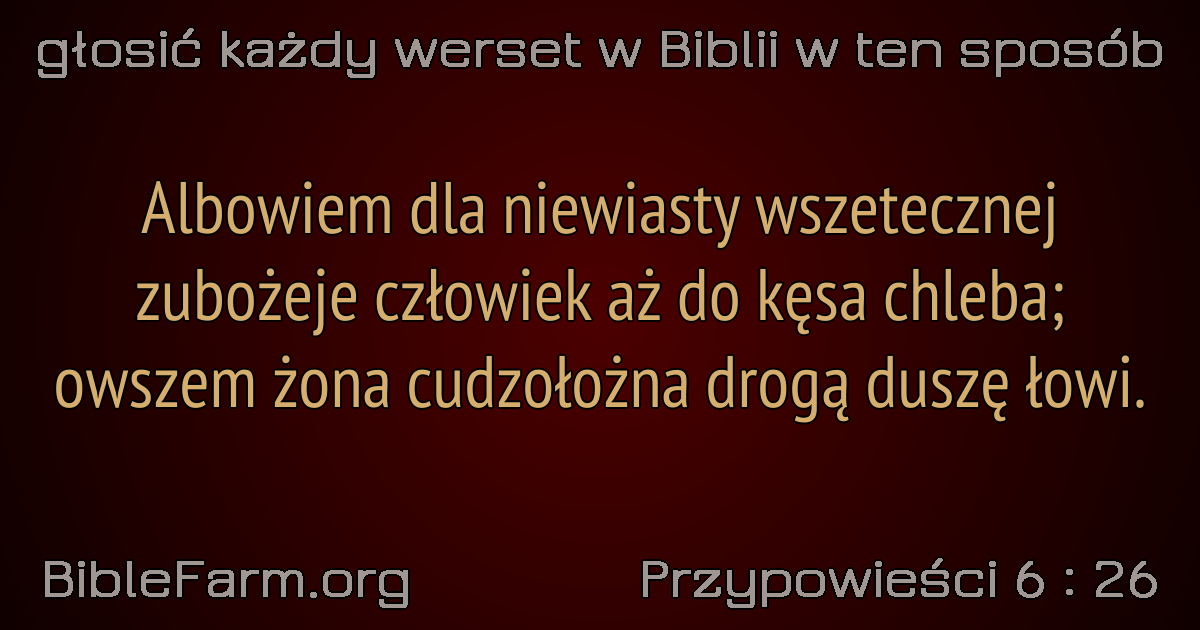 głosić każdy werset w Biblii w ten sposób
Albowiem dla niewiasty wszetecznej
zubożeje człowiek aż do kęsa chleba;
owszem żona cudzołożna drogą duszę łowi.
BibleFarm.org
Przypowieści 6 : 26